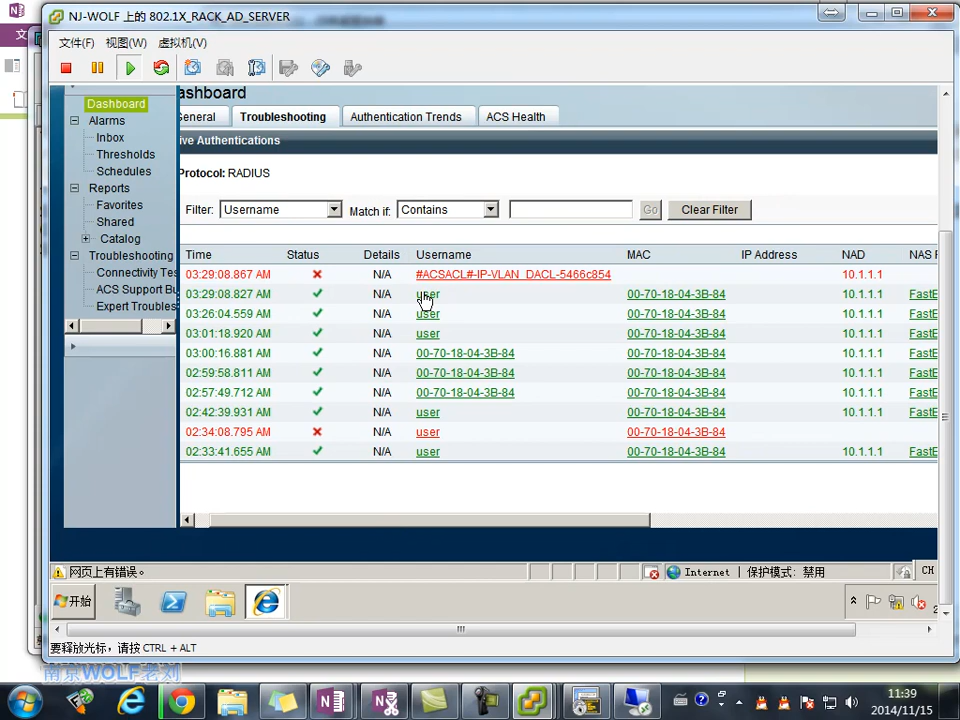 NJ-WOLF 上的 802.1X_RACK_AD_SERVER
文件(F) 视图(W) 虚拟机(V)
Dashboard
Alarms
Inbox
Thresholds
Schedules
Reports
Favorites
Shared
Catalog
Troubleshooting
Connectivity Tes
ACS Support Bu
Expert Troubles
ashboard
General Troubleshooting Authentication Trends ACS Health
ive Authentications
Protocol: RADIUS
Filter: Username Match if: Contains Go Clear Filter
Time Status Details Username MAC IP Address NAD NAS P
03:29:08.867 AM N/A #ACSACL#-IP-VLAN_DACL-5466c854 10.1.1.1
03:29:08.827 AM N/A user 00-70-18-04-3B-84 10.1.1.1 FastE
03:26:04.559 AM N/A user 00-70-18-04-3B-84 10.1.1.1 FastE
03:01:18.920 AM N/A user 00-70-18-04-3B-84 10.1.1.1 FastE
03:00:16.881 AM N/A 00-70-18-04-3B-84 00-70-18-04-3B-84 10.1.1.1 FastE
02:59:58.811 AM N/A 00-70-18-04-3B-84 00-70-18-04-3B-84 10.1.1.1 FastE
02:57:49.712 AM N/A 00-70-18-04-3B-84 00-70-18-04-3B-84 10.1.1.1 FastE
02:42:39.931 AM N/A user 00-70-18-04-3B-84 10.1.1.1 FastE
02:34:08.795 AM N/A user 00-70-18-04-3B-84
02:33:41.655 AM N/A user 00-70-18-04-3B-84 10.1.1.1 FastE
网页上有错误。 Internet | 保护模式: 禁用 CH
开始
要释放光标，请按 CTRL + ALT
南京WOLF老刘
11:39
2014/11/15